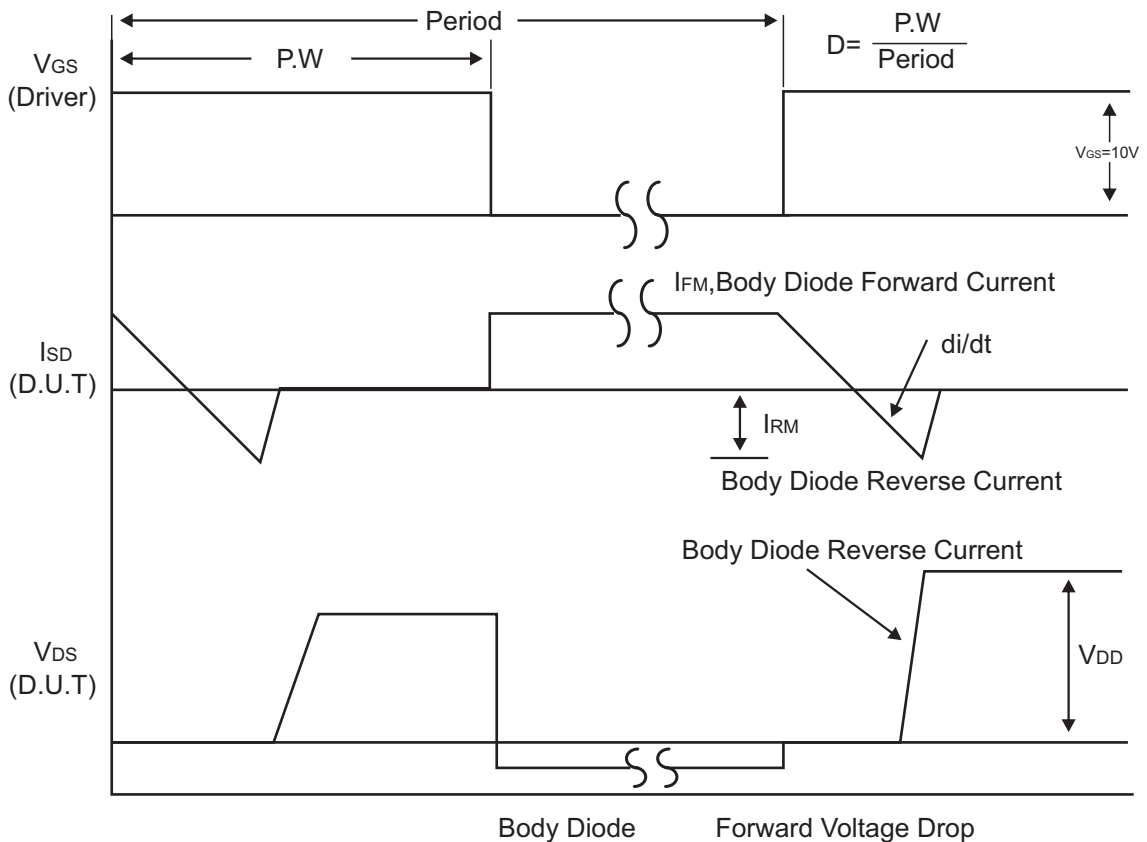 Period
P.W
D= P.W
Period
VGS
(Driver)
VGS=10V
IFM,Body Diode Forward Current
ISD
(D.U.T)
di/dt
IRM
Body Diode Reverse Current
Body Diode Reverse Current
VDS
(D.U.T)
VDD
Body Diode Forward Voltage Drop